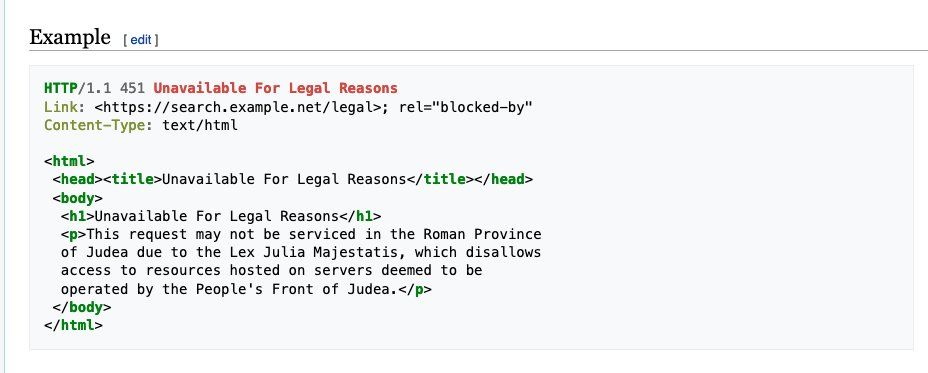 Example [ edit ]
HTTP/1.1 451 Unavailable For Legal Reasons
Link: <https://search.example.net/legal>; rel="blocked-by"
Content-Type: text/html

<html>
 <head><title>Unavailable For Legal Reasons</title></head>
 <body>
  <h1>Unavailable For Legal Reasons</h1>
  <p>This request may not be serviced in the Roman Province
  of Judea due to the Lex Julia Majestatis, which disallows
  access to resources hosted on servers deemed to be
  operated by the People's Front of Judea.</p>
 </body>
</html>